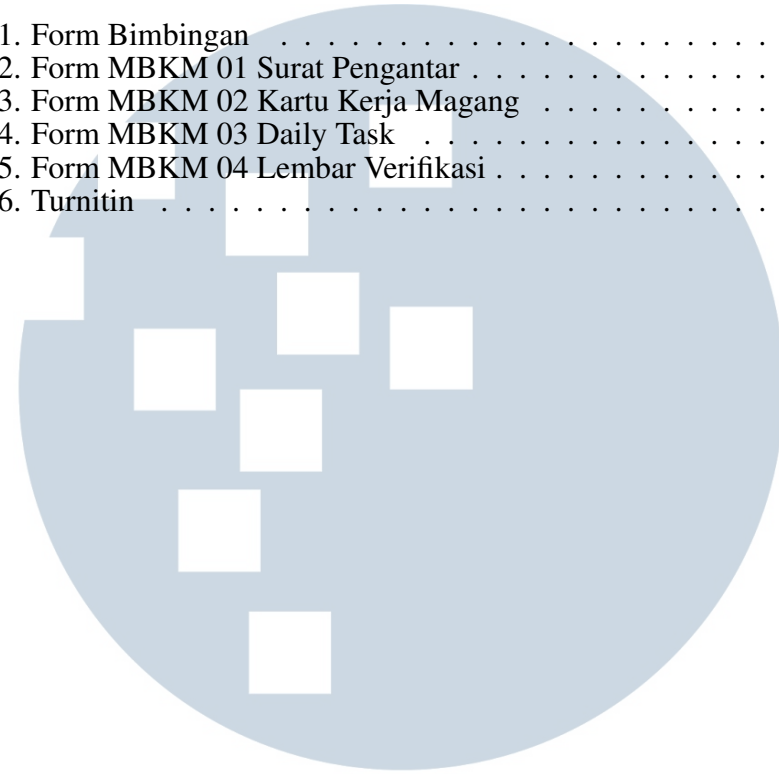 1. Form Bimbingan . . . . . . . . . . . . . . . . . . . . .
2. Form MBKM 01 Surat Pengantar . . . . . . . . . . . . .
3. Form MBKM 02 Kartu Kerja Magang . . . . . . . . . .
4. Form MBKM 03 Daily Task . . . . . . . . . . . . . . .
5. Form MBKM 04 Lembar Verifikasi . . . . . . . . . . . .
6. Turnitin . . . . . . . . . . . . . . . . . . . . . . . . . .